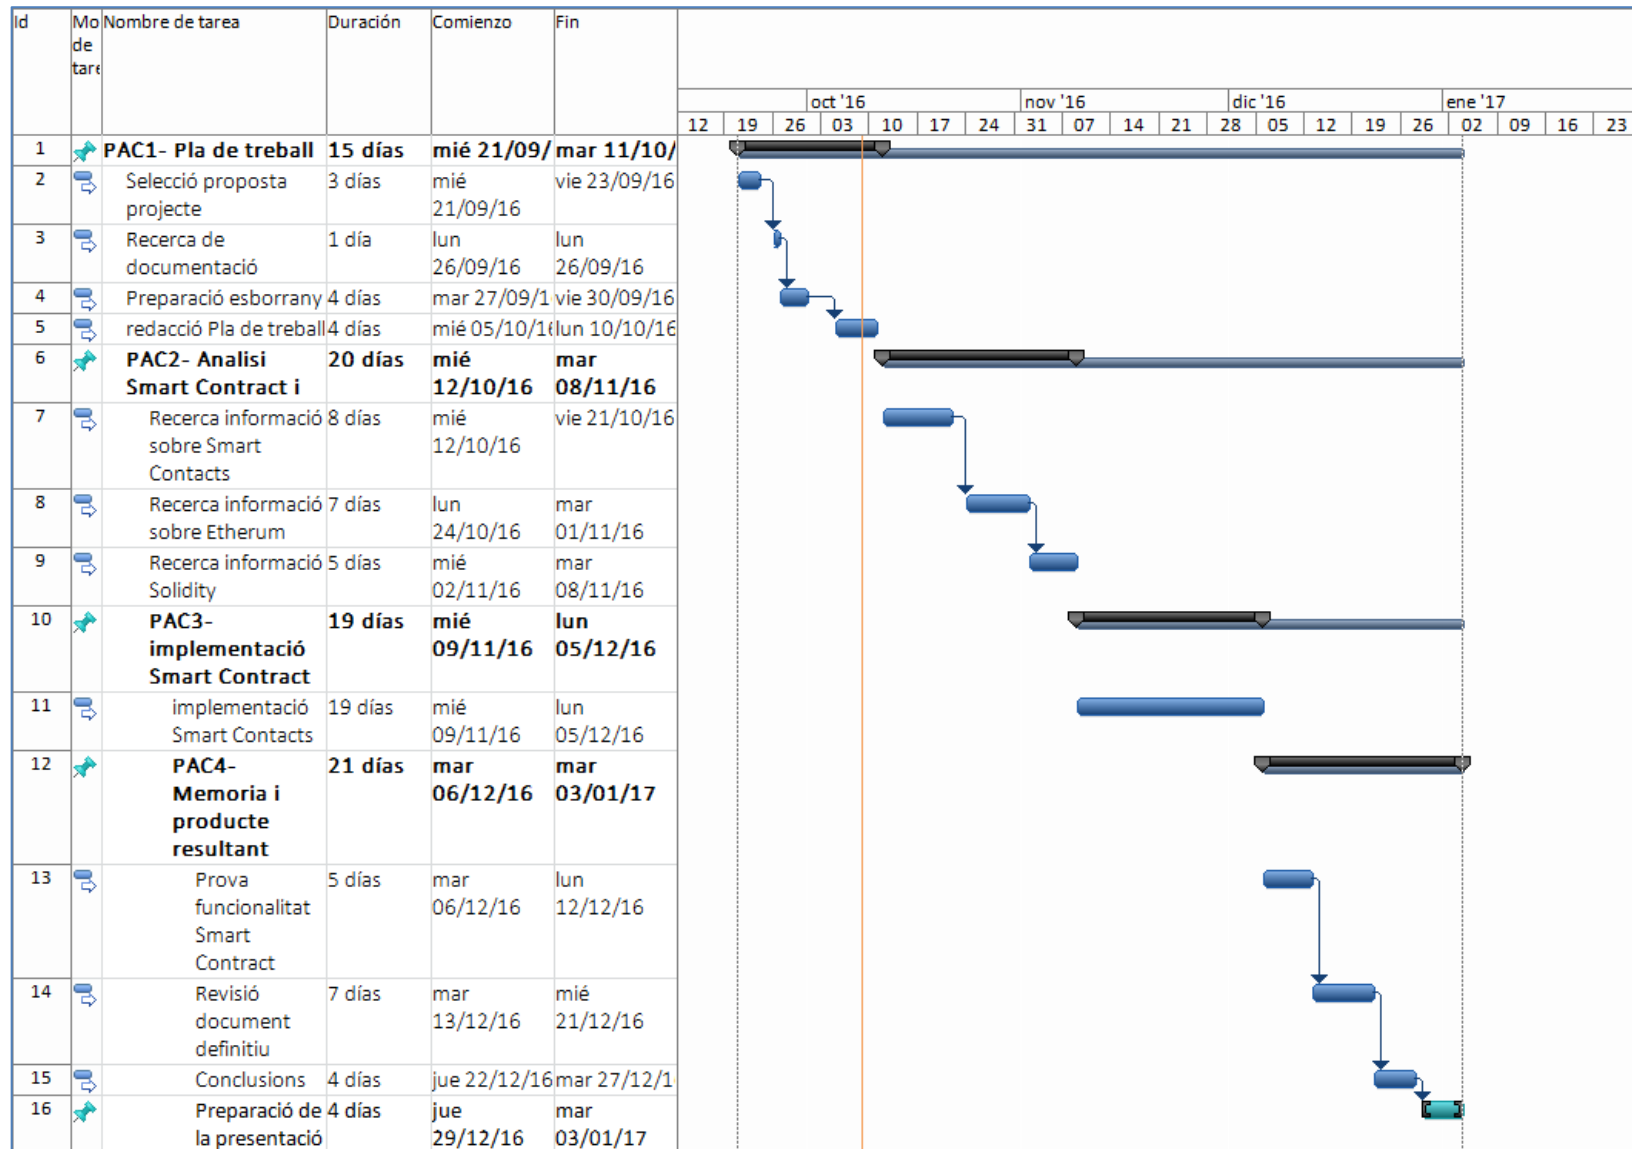 Id Mo Nombre de tarea Duración Comienzo Fin
de
tare
oct '16 nov '16 dic '16 ene '17
12 19 26 03 10 17 24 31 07 14 21 28 05 12 19 26 02 09 16 23
1 PAC1- Pla de treball 15 días mié 21/09/ mar 11/10/
2 Selecció proposta 3 días mié vie 23/09/16
projecte 21/09/16
3 Recerca de 1 día lun lun
documentació 26/09/16 26/09/16
4 Preparació esborrany 4 días mar 27/09/1 vie 30/09/16
5 redacció Pla de treball 4 días mié 05/10/16 lun 10/10/16
6 PAC2- Analisi 20 días mié mar
Smart Contract i 12/10/16 08/11/16
7 Recerca informació 8 días mié vie 21/10/16
sobre Smart 12/10/16
Contacts
8 Recerca informació 7 días lun mar
sobre Etherum 24/10/16 01/11/16
9 Recerca informació 5 días mié mar
Solidity 02/11/16 08/11/16
10 PAC3- 19 días mié lun
implementació 09/11/16 05/12/16
Smart Contract
11 implementació 19 días mié lun
Smart Contacts 09/11/16 05/12/16
12 PAC4- 21 días mar mar
Memoria i 06/12/16 03/01/17
producte
resultant
13 Prova 5 días mar lun
funcionalitat 06/12/16 12/12/16
Smart
Contract
14 Revisió 7 días mar mié
document 13/12/16 21/12/16
definitiu
15 Conclusions 4 días jue 22/12/16 mar 27/12/1
16 Preparació de 4 días jue mar
la presentació 29/12/16 03/01/17